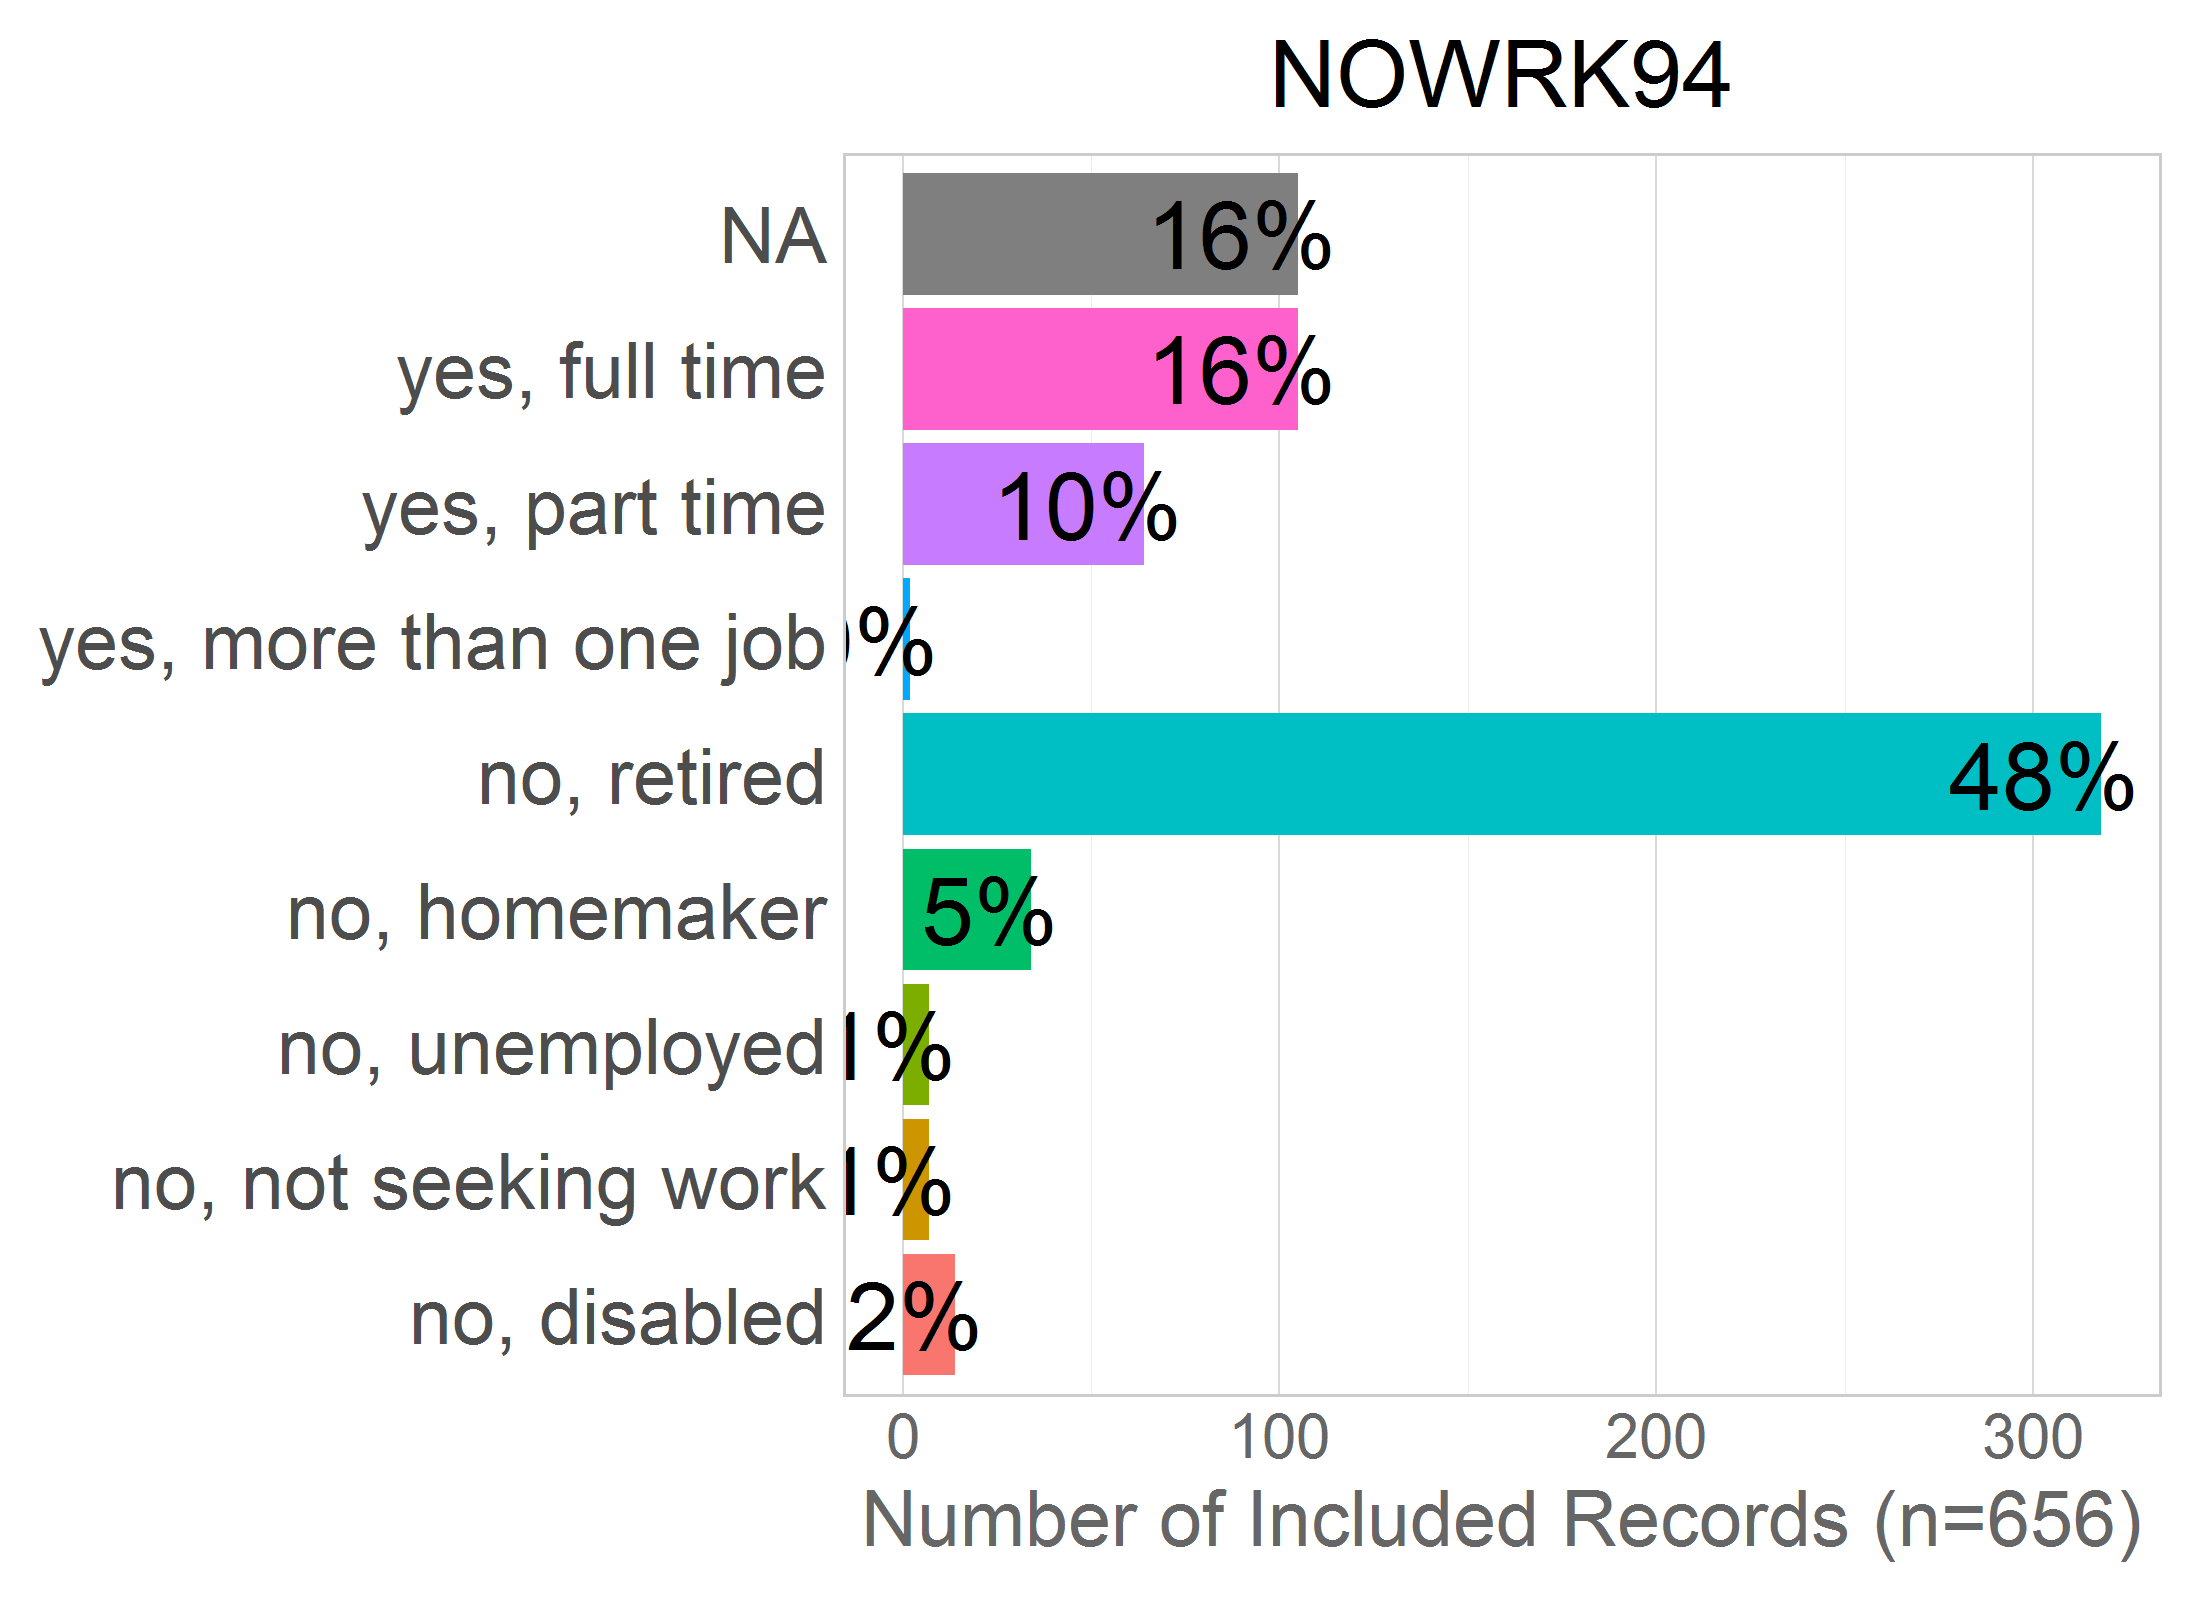 NOWRK94
NA 16%
yes, full time 16%
yes, part time 10%
yes, more than one job %
no, retired 48%
no, homemaker 5%
no, unemployed 1%
no, not seeking work 1%
no, disabled 2%
0 100 200 300
Number of Included Records (n=656)